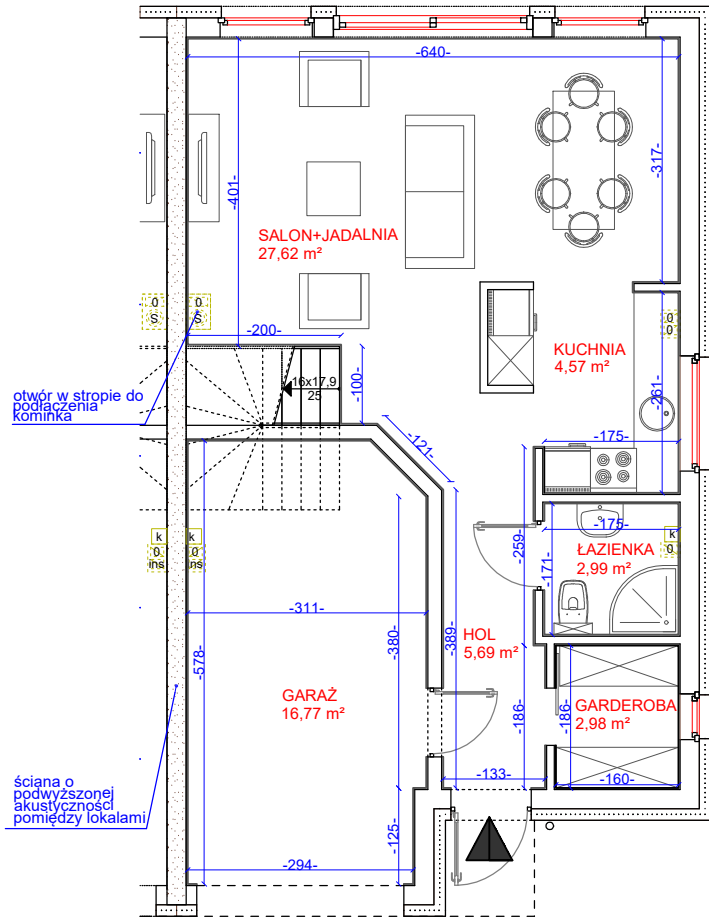 -640-
-401-
-317-
SALON+JADALNIA
27,62 m²
0
S
0
S
-200-
0
0
KUCHNIA
4,57 m²
-261-
-100-
16x17,9
25
otwór w stropie do
podłączenia
kominka
-121-
-175-
-175-
k
0
ins
k
0
ins
-259-
-171-
ŁAZIENKA
2,99 m²
k
0
-311-
-380-
-389-
-578-
HOL
5,69 m²
GARAŻ
16,77 m²
-186-
-186-
GARDEROBA
2,98 m²
-133-
-160-
ściana o
podwyższonej
akustyczności
pomiędzy lokalami
-125-
-294-